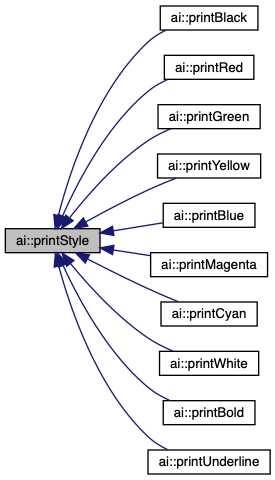 ai::printBlack
ai::printRed
ai::printGreen
ai::printYellow
ai::printBlue
ai::printStyle
ai::printMagenta
ai::printCyan
ai::printWhite
ai::printBold
ai::printUnderline